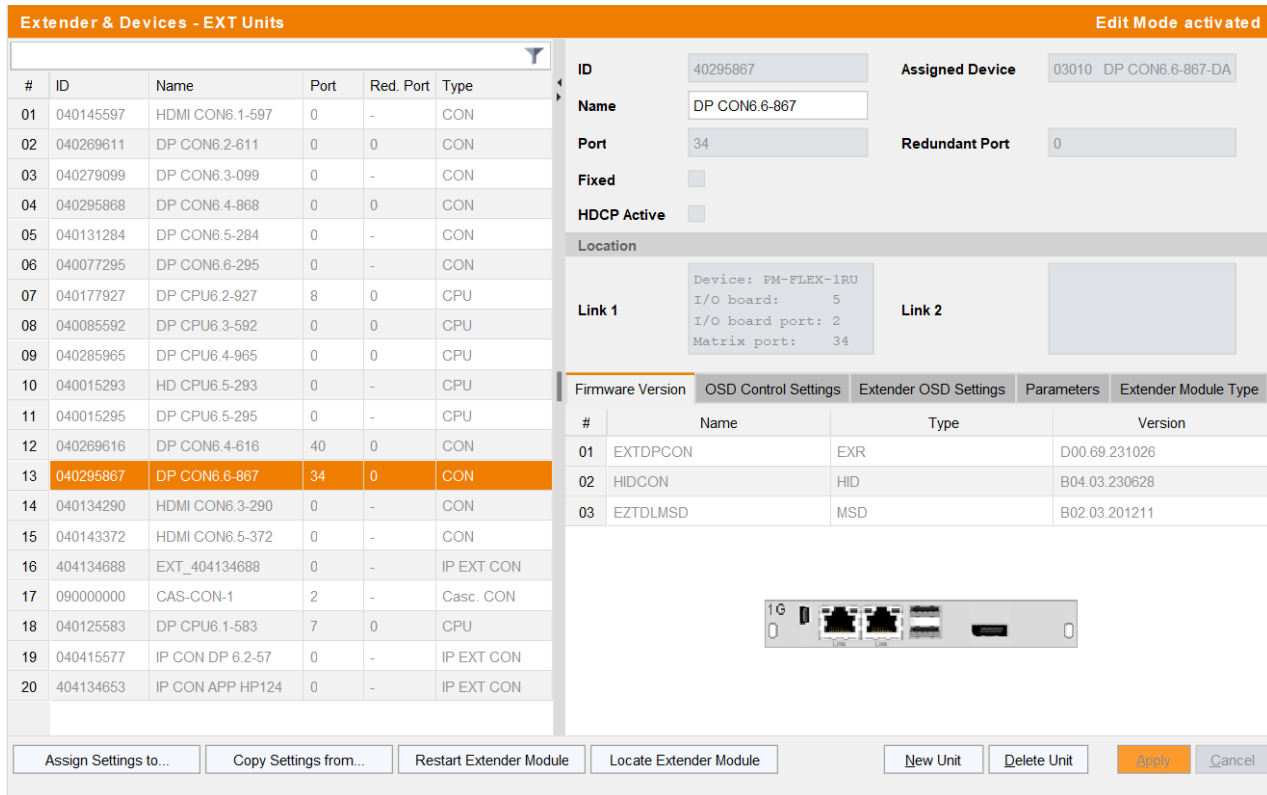 Extender & Devices - EXT Units Edit Mode activated
# ID Name Port Red. Port Type
01 040145597 HDMI CON6.1-597 0 - CON
02 040269611 DP CON6.2-611 0 0 CON
03 040279099 DP CON6.3-099 0 - CON
04 040295868 DP CON6.4-868 0 0 CON
05 040131284 DP CON6.5-284 0 - CON
06 040077295 DP CON6.6-295 0 - CON
07 040177927 DP CPU6.2-927 8 0 CPU
08 040085592 DP CPU6.3-592 0 0 CPU
09 040285965 DP CPU6.4-965 0 0 CPU
10 040015293 HD CPU6.5-293 0 - CPU
11 040015295 DP CPU6.5-295 0 - CPU
12 040269616 DP CON6.4-616 40 0 CON
13 040295867 DP CON6.6-867 34 0 CON
14 040134290 HDMI CON6.3-290 0 - CON
15 040143372 HDMI CON6.5-372 0 - CON
16 404134688 EXT_404134688 0 - IP EXT CON
17 090000000 CAS-CON-1 2 - Casc. CON
18 040125583 DP CPU6.1-583 7 0 CPU
19 040415577 IP CON DP 6.2-57 0 - IP EXT CON
20 404134653 IP CON APP HP124 0 - IP EXT CON
ID 40295867 Assigned Device 03010 DP CON6.6-867-DA
Name DP CON6.6-867
Port 34 Redundant Port 0
Fixed
HDCP Active
Location
Link 1
Device: PM-FLEX-1RU
I/O board: 5
I/O board port: 2
Matrix port: 34
Link 2
Firmware Version OSD Control Settings Extender OSD Settings Parameters Extender Module Type
# Name Type Version
01 EXTDPCON EXR D00.69.231026
02 HIDCON HID B04.03.230628
03 EZTDLMSD MSD B02.03.201211
1G
Link Link
Assign Settings to... Copy Settings from... Restart Extender Module Locate Extender Module New Unit Delete Unit Apply Cancel